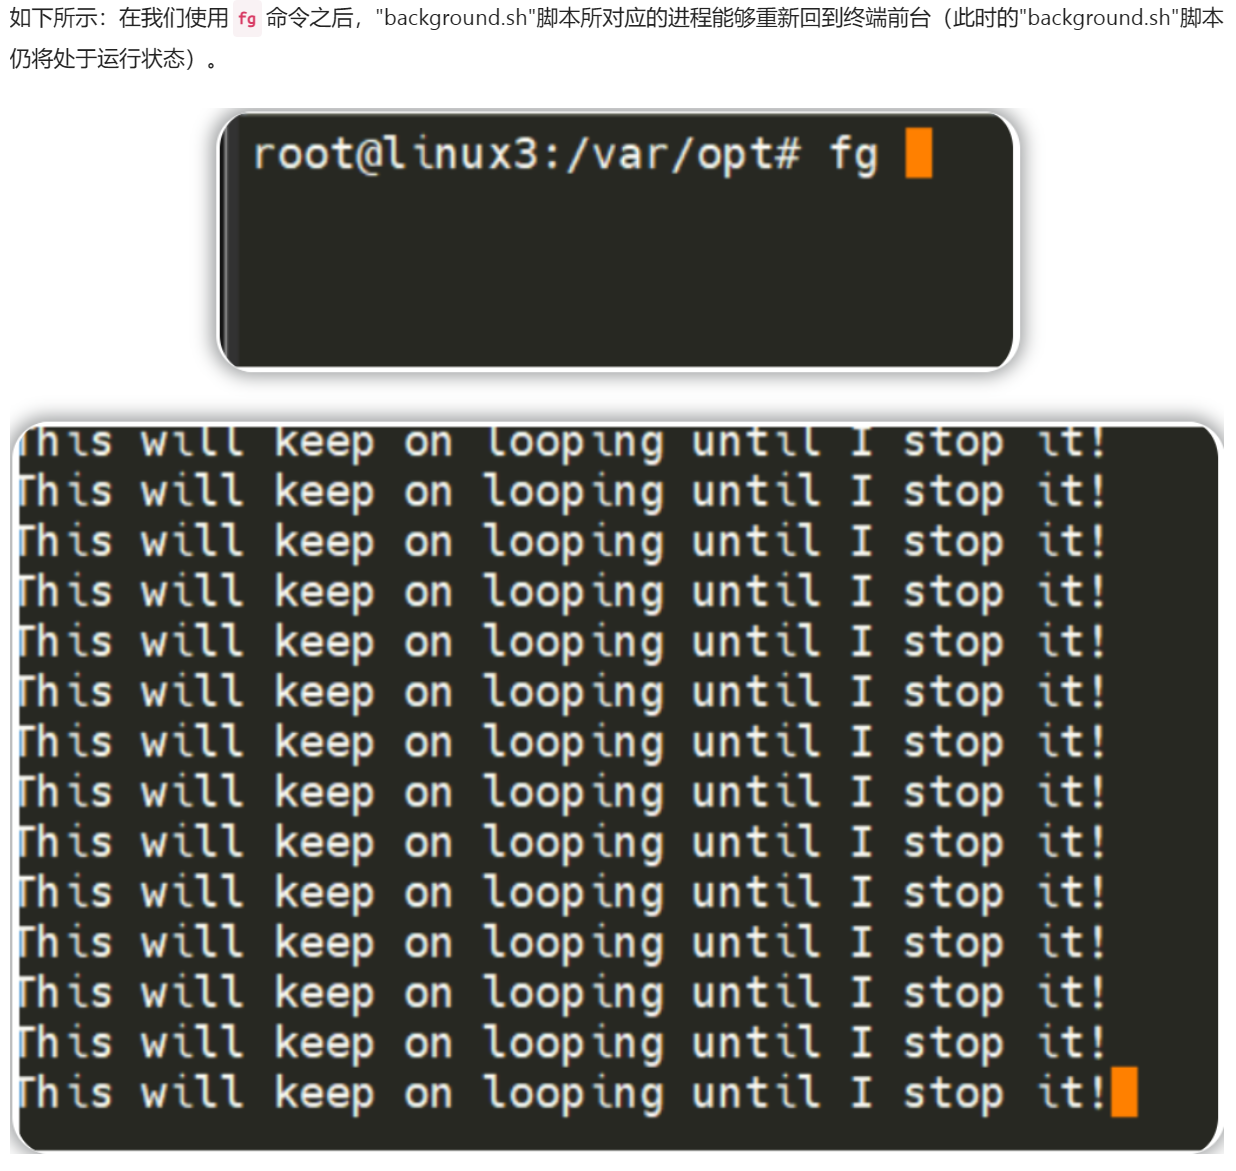 如下所示：在我们使用 fg 命令之后，"background.sh"脚本所对应的进程能够重新回到终端前台（此时的"background.sh"脚本
仍将处于运行状态）。
root@linux3:/var/opt# fg
This will keep on looping until I stop it!
This will keep on looping until I stop it!
This will keep on looping until I stop it!
This will keep on looping until I stop it!
This will keep on looping until I stop it!
This will keep on looping until I stop it!
This will keep on looping until I stop it!
This will keep on looping until I stop it!
This will keep on looping until I stop it!
This will keep on looping until I stop it!
This will keep on looping until I stop it!
This will keep on looping until I stop it!
This will keep on looping until I stop it!
This will keep on looping until I stop it!